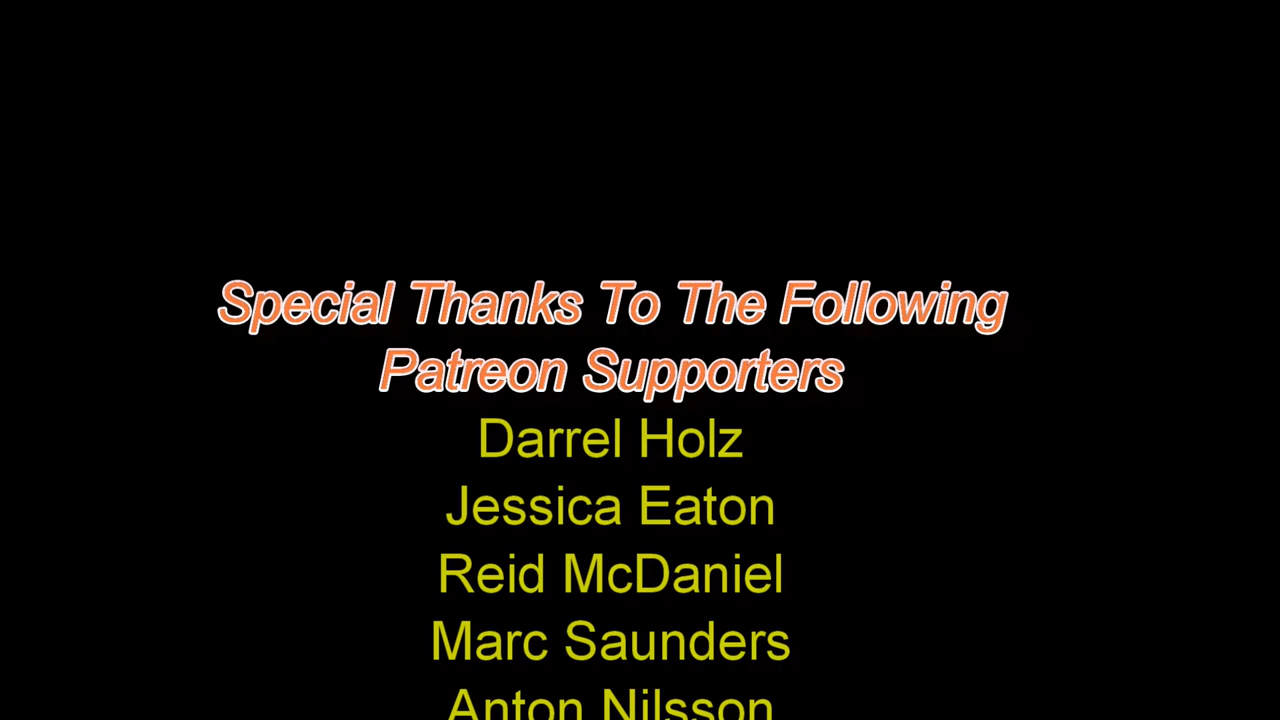 Special Thanks To The Following
Patreon Supporters
Darrel Holz
Jessica Eaton
Reid McDaniel
Marc Saunders
Anton Nilsson